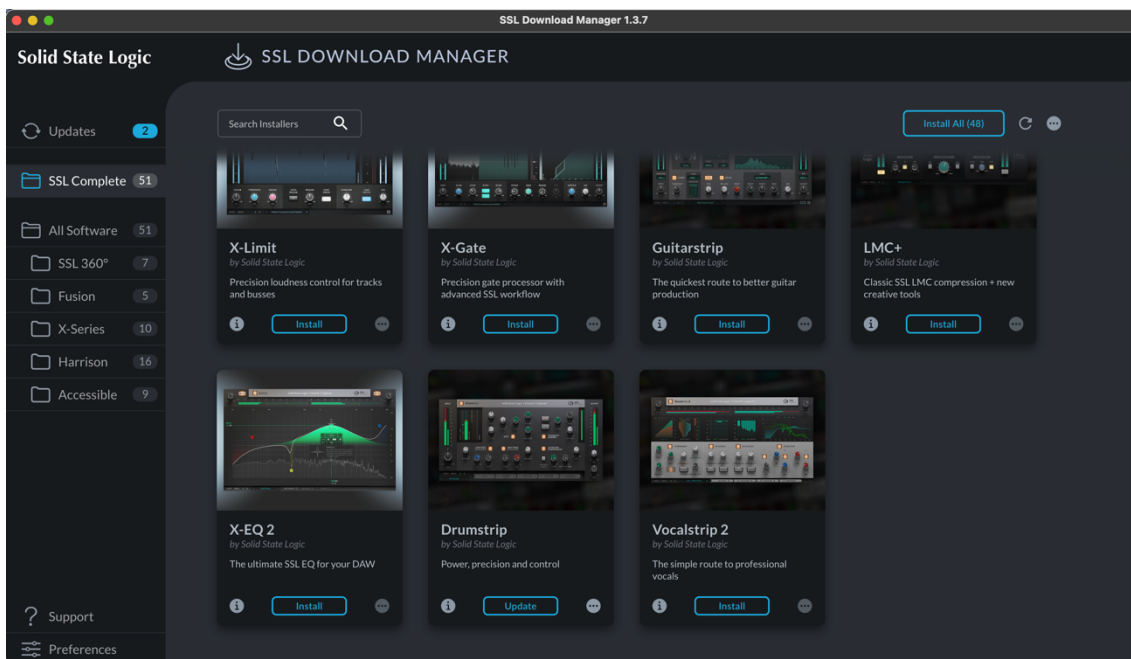 SSL Download Manager 1.3.7
Solid State Logic
SSL DOWNLOAD MANAGER
Updates 2
SSL Complete 51
All Software 51
SSL 360° 7
Fusion 5
X-Series 10
Harrison 16
Accessible 9
Support
Preferences
Search Installers
Install All (48)
X-Limit
by Solid State Logic
Precision loudness control for tracks
and busses
Install
X-Gate
by Solid State Logic
Precision gate processor with
advanced SSL workflow
Install
Guitarstrip
by Solid State Logic
The quickest route to better guitar
production
Install
LMC+
by Solid State Logic
Classic SSL LMC compression + new
creative tools
Install
X-EQ 2
by Solid State Logic
The ultimate SSL EQ for your DAW
Install
Drumstrip
by Solid State Logic
Power, precision and control
Update
Vocalstrip 2
by Solid State Logic
The simple route to professional
vocals
Install